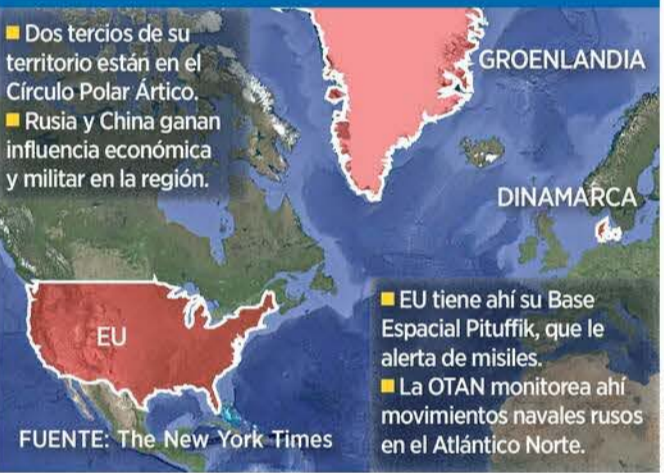 ■ Dos tercios de su
territorio están en el
Círculo Polar Ártico.
■ Rusia y China ganan
influencia económica
y militar en la región.
GROENLANDIA
DINAMARCA
EU
■ EU tiene ahí su Base
Espacial Pituffik, que le
alerta de misiles.
■ La OTAN monitorea ahí
movimientos navales rusos
en el Atlántico Norte.
FUENTE: The New York Times